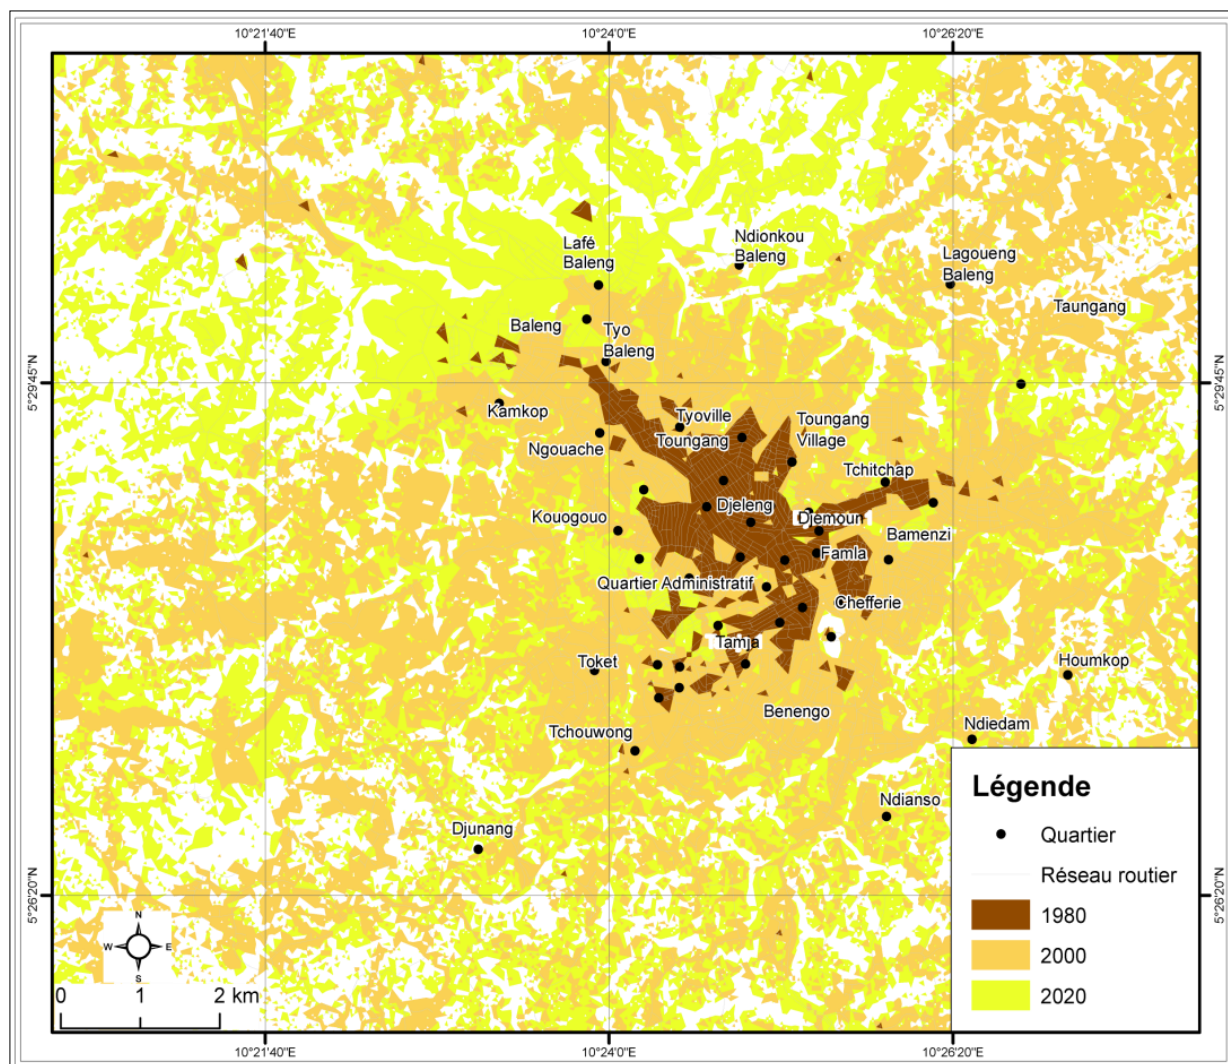 10°21'40"E
10°24'0"E
10°26'20"E
5°29'45"N
5°29'45"N
5°26'20"N
5°26'20"N
Lafé
Baleng
Ndionkou
Baleng
Lagoueng
Baleng
Taungang
Baleng
Tyo
Baleng
Kamkop
Ngouache
Tyoville
Toungang
Toungang
Village
Tchitchap
Djeleng
Kouogouo
Djemoun
Bamenzi
Famla
Quartier Administratif
Chefferie
Tamja
Toket
Houmkop
Benengo
Tchouwong
Ndiedam
Ndianso
Djunang
Légende
Quartier
Réseau routier
1980
2000
2020
N
W
E
S
0
1
2 km
10°21'40"E
10°24'0"E
10°26'20"E